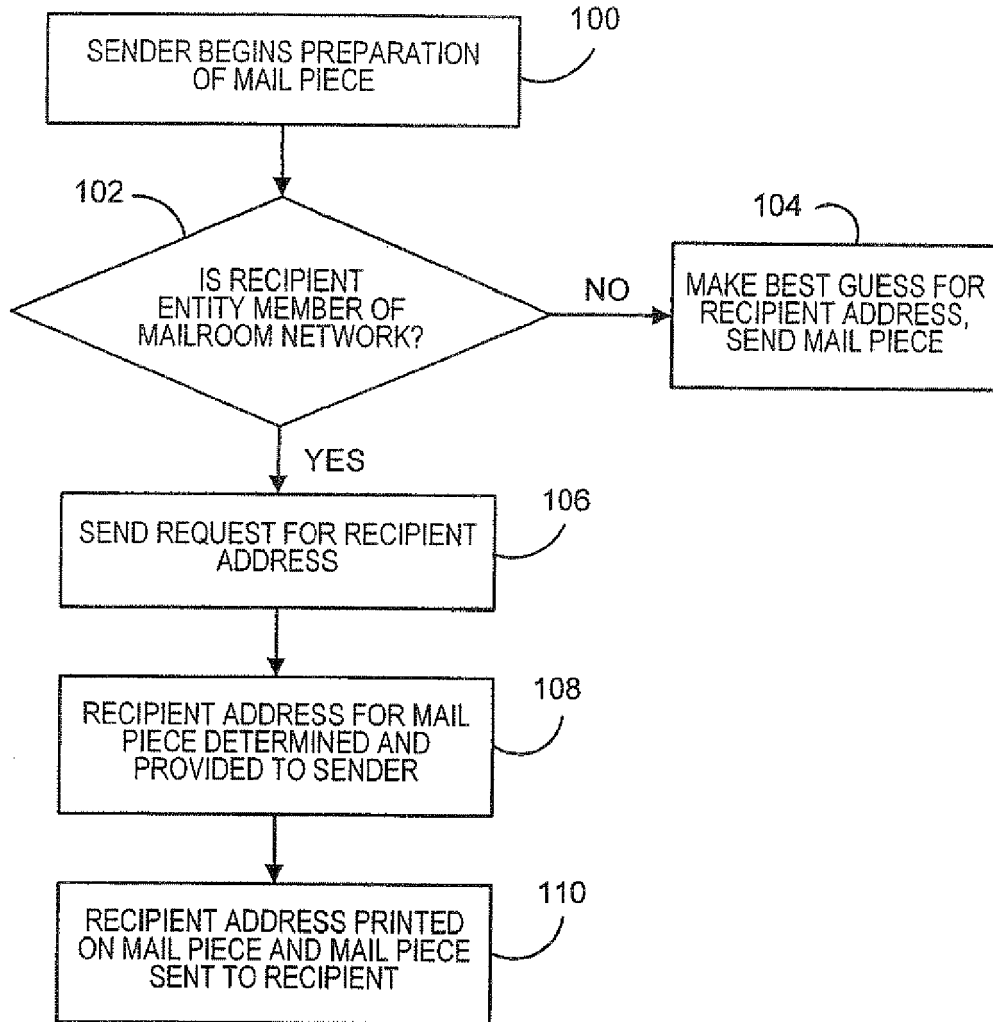 100
SENDER BEGINS PREPARATION
OF MAIL PIECE
102
IS RECIPIENT
ENTITY MEMBER OF
MAILROOM NETWORK?
NO
104
MAKE BEST GUESS FOR
RECIPIENT ADDRESS,
SEND MAIL PIECE
YES
106
SEND REQUEST FOR RECIPIENT
ADDRESS
108
RECIPIENT ADDRESS FOR MAIL
PIECE DETERMINED AND
PROVIDED TO SENDER
110
RECIPIENT ADDRESS PRINTED
ON MAIL PIECE AND MAIL PIECE
SENT TO RECIPIENT